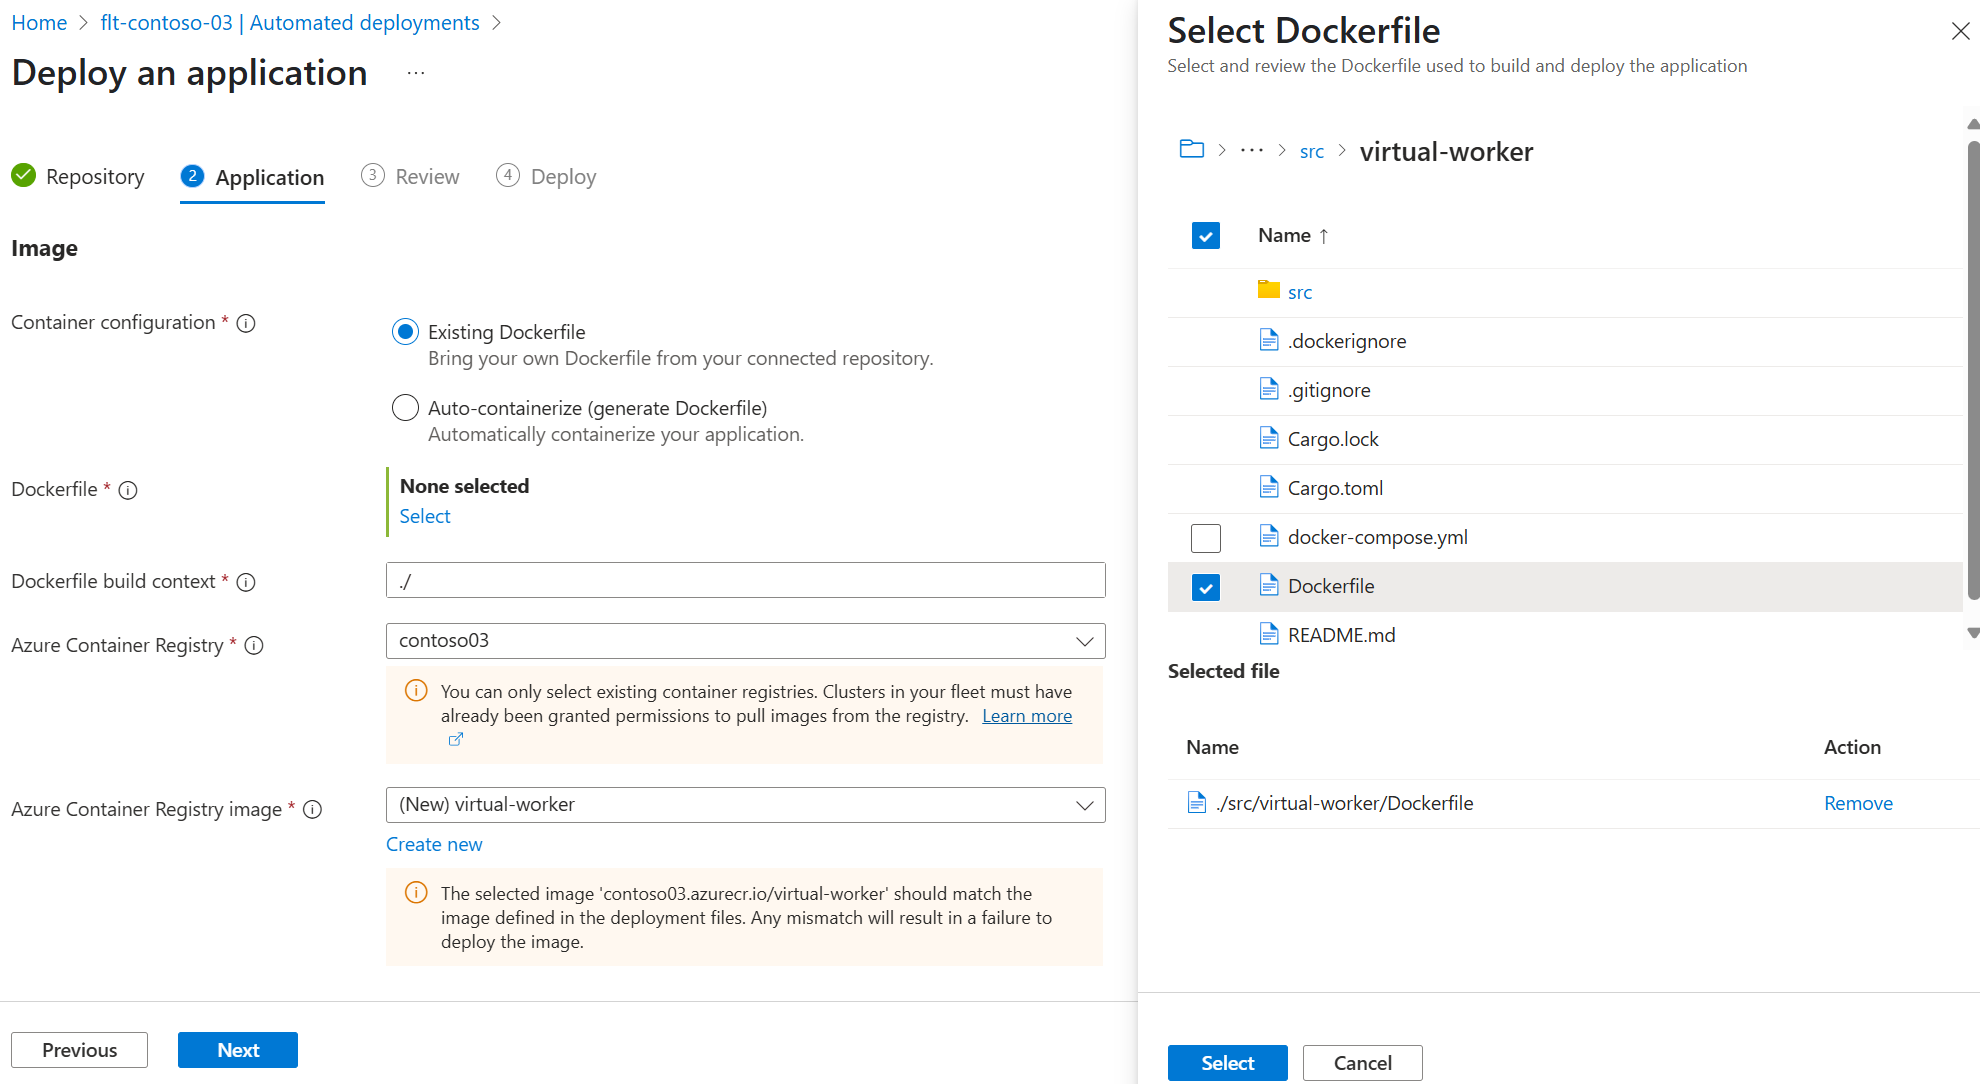 Home > flt-contoso-03 | Automated deployments >
Deploy an application ...
Repository
2 Application
3 Review
4 Deploy
Image
Container configuration *
Existing Dockerfile
Bring your own Dockerfile from your connected repository.
Auto-containerize (generate Dockerfile)
Automatically containerize your application.
Dockerfile *
None selected
Select
Dockerfile build context *
./
Azure Container Registry *
contoso03
You can only select existing container registries. Clusters in your fleet must have
already been granted permissions to pull images from the registry. Learn more
Azure Container Registry image *
(New) virtual-worker
Create new
The selected image 'contoso03.azurecr.io/virtual-worker' should match the
image defined in the deployment files. Any mismatch will result in a failure to
deploy the image.
Previous
Next
Select Dockerfile
Select and review the Dockerfile used to build and deploy the application
> ... > src > virtual-worker
Name ↑
src
.dockerignore
.gitignore
Cargo.lock
Cargo.toml
docker-compose.yml
Dockerfile
README.md
Selected file
Name Action
./src/virtual-worker/Dockerfile Remove
Select
Cancel